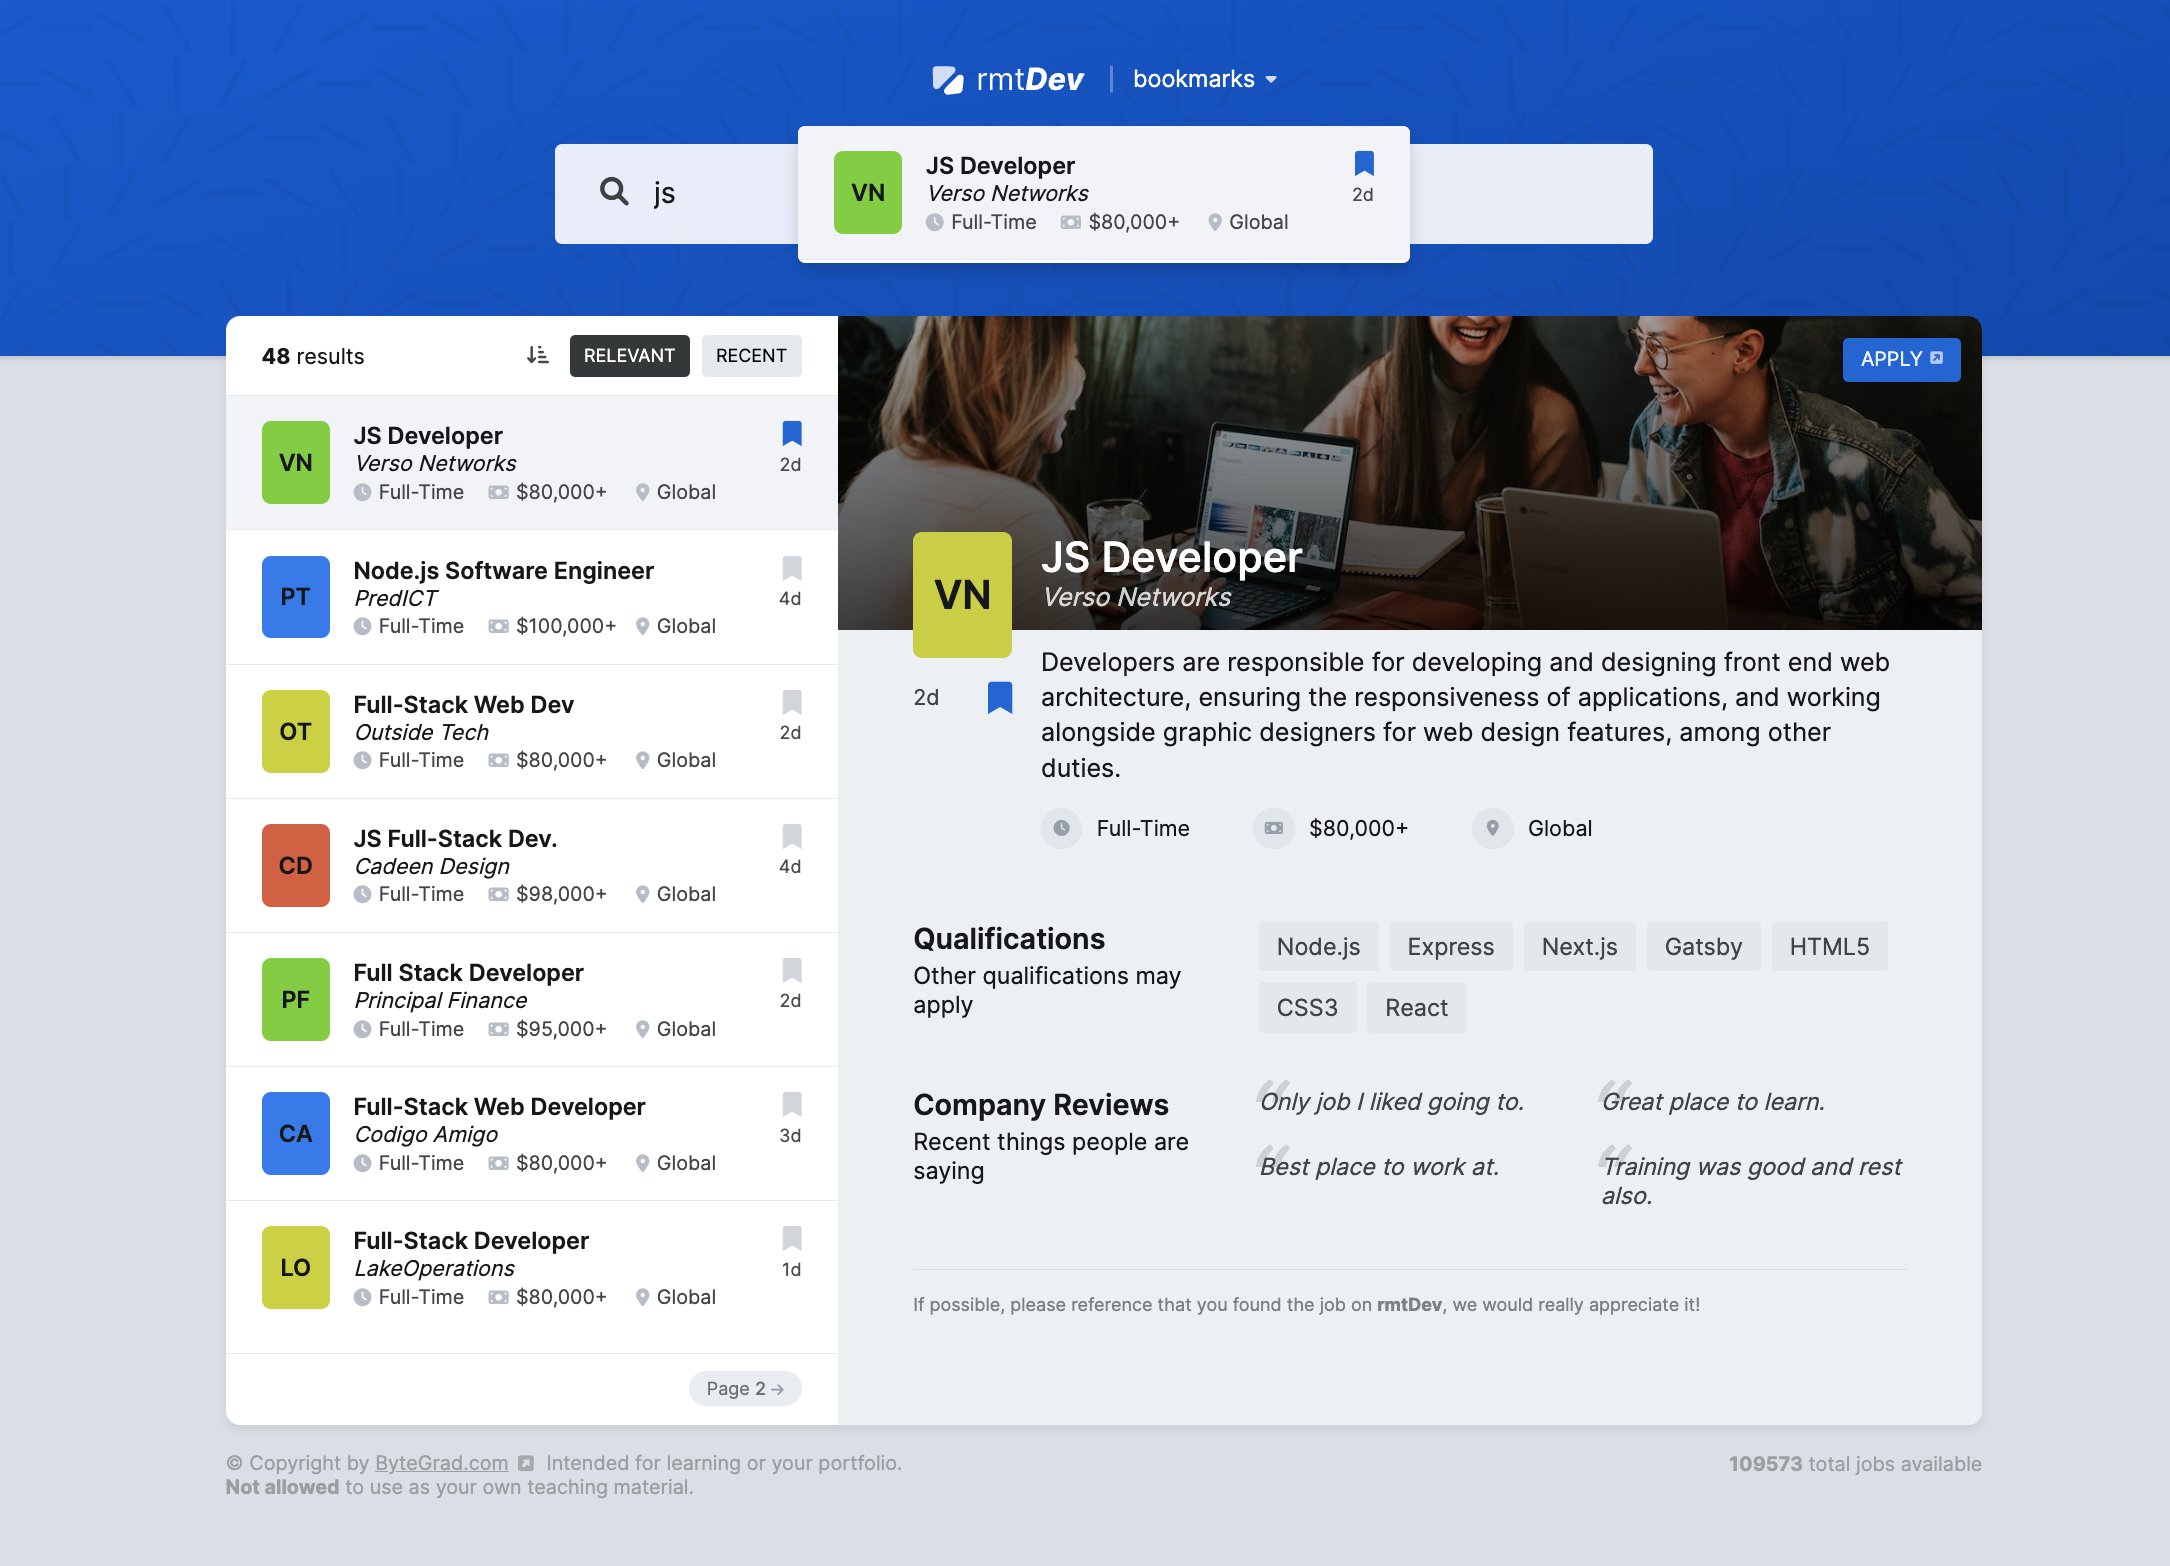 rmtDev
bookmarks
js
VN
JS Developer
Verso Networks
Full-Time $80,000+ Global
2d
48 results
RELEVANT
RECENT
VN
JS Developer
Verso Networks
Full-Time $80,000+ Global
2d
PT
Node.js Software Engineer
PredICT
Full-Time $100,000+ Global
4d
OT
Full-Stack Web Dev
Outside Tech
Full-Time $80,000+ Global
2d
CD
JS Full-Stack Dev.
Cadeen Design
Full-Time $98,000+ Global
4d
PF
Full Stack Developer
Principal Finance
Full-Time $95,000+ Global
2d
CA
Full-Stack Web Developer
Codigo Amigo
Full-Time $80,000+ Global
3d
LO
Full-Stack Developer
LakeOperations
Full-Time $80,000+ Global
1d
Page 2
APPLY
VN
JS Developer
Verso Networks
2d
Developers are responsible for developing and designing front end web
architecture, ensuring the responsiveness of applications, and working
alongside graphic designers for web design features, among other
duties.
Full-Time $80,000+ Global
Qualifications
Other qualifications may
apply
Node.js Express Next.js Gatsby HTML5
CSS3 React
Company Reviews
Recent things people are
saying
Only job I liked going to.
Great place to learn.
Best place to work at.
Training was good and rest
also.
If possible, please reference that you found the job on rmtDev, we would really appreciate it!
© Copyright by ByteGrad.com Intended for learning or your portfolio.
Not allowed to use as your own teaching material.
109573 total jobs available